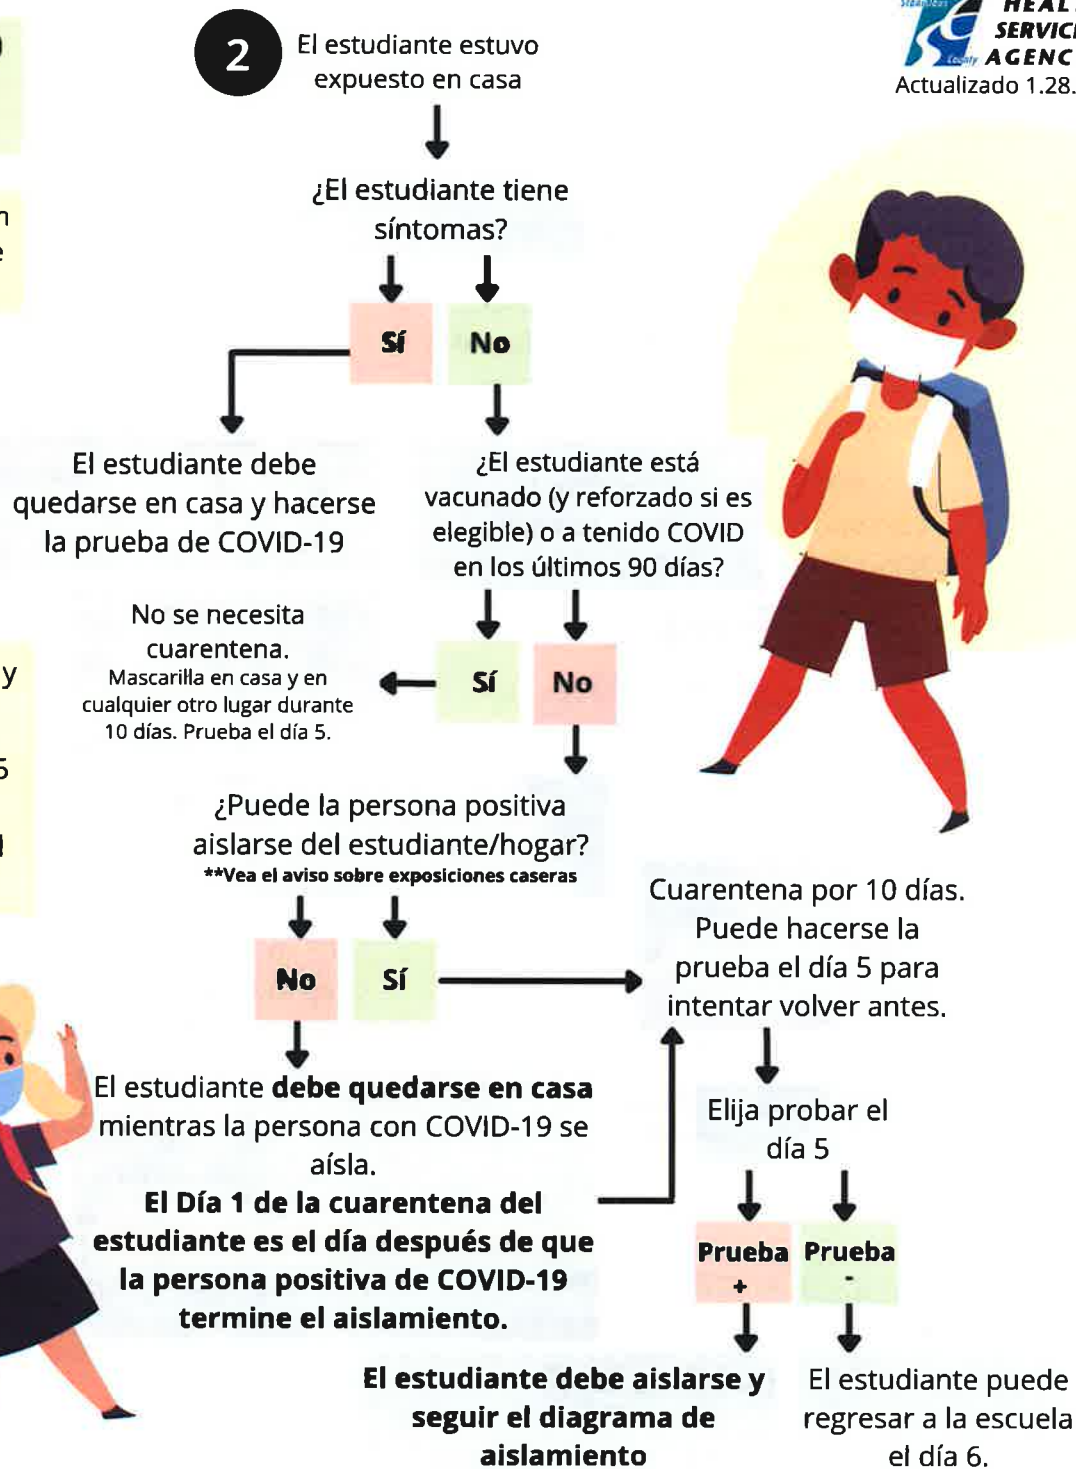 2
El estudiante estuvo
expuesto en casa
SERVIC
AGENC
County
Actualizado 1.28.
¿El estudiante tiene
síntomas?
Sí No
El estudiante debe
quedarse en casa y hacerse
la prueba de COVID-19
¿El estudiante está
vacunado (y reforzado si es
elegible) o a tenido COVID
en los últimos 90 días?
No se necesita
cuarentena.
Mascarilla en casa y en
cualquier otro lugar durante
10 días. Prueba el día 5.
Sí No
y
5
¿Puede la persona positiva
aislarse del estudiante/hogar?
**Vea el aviso sobre exposiciones caseras
No Sí
Cuarentena por 10 días.
Puede hacerse la
prueba el día 5 para
intentar volver antes.
El estudiante debe quedarse en casa
mientras la persona con COVID-19 se
aísla.
El Día 1 de la cuarentena del
estudiante es el día después de que
la persona positiva de COVID-19
termine el aislamiento.
Elija probar el
día 5
Prueba Prueba
+ -
El estudiante debe aislarse y
seguir el diagrama de
aislamiento
El estudiante puede
regresar a la escuela
el día 6.